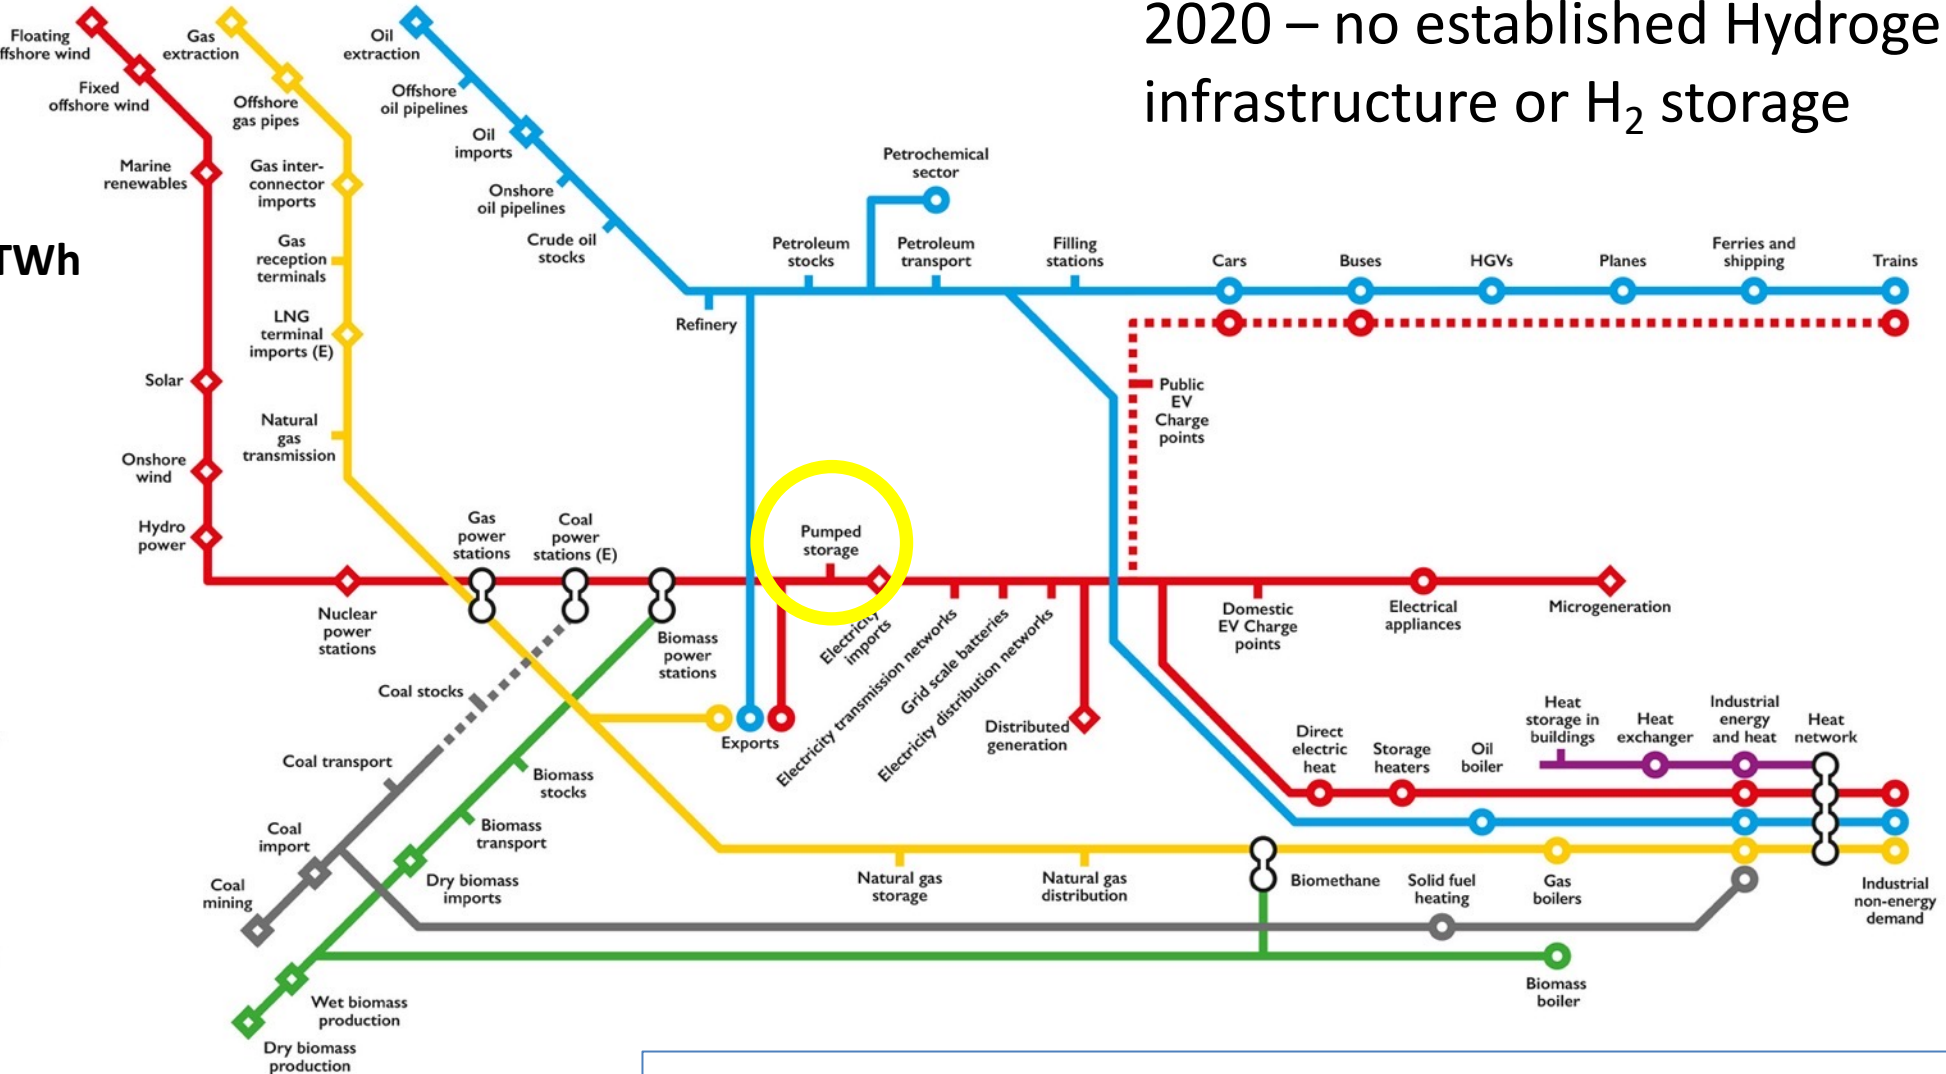 2020 – no established Hydroge
infrastructure or H₂ storage
TWh
Floating
ffshore wind
Fixed
offshore wind
Marine
renewables
Solar
Onshore
wind
Hydro
power
Gas
extraction
Offshore
gas pipes
Gas inter-
connector
imports
Gas
reception
terminals
LNG
terminal
imports (E)
Natural
gas
transmission
Oil
extraction
Offshore
oil pipelines
Oil
imports
Onshore
oil pipelines
Crude oil
stocks
Refinery
Petroleum
stocks
Petrochemical
sector
Petroleum
transport
Filling
stations
Cars
Buses
HGVs
Planes
Ferries and
shipping
Trains
Public
EV
Charge
points
Nuclear
power
stations
Gas
power
stations
Coal
power
stations (E)
Biomass
power
stations
Pumped
storage
Electricity
imports
Electricity transmission networks
Grid scale batteries
Electricity distribution networks
Distributed
generation
Domestic
EV Charge
points
Electrical
appliances
Microgeneration
Exports
Coal stocks
Coal transport
Coal
import
Coal
mining
Biomass
stocks
Biomass
transport
Dry biomass
imports
Wet biomass
production
Dry biomass
production
Direct
electric
heat
Storage
heaters
Oil
boiler
Heat
storage in
buildings
Heat
exchanger
Industrial
energy
and heat
Heat
network
Natural gas
storage
Natural gas
distribution
Biomethane
Solid fuel
heating
Gas
boilers
Industrial
non-energy
demand
Biomass
boiler